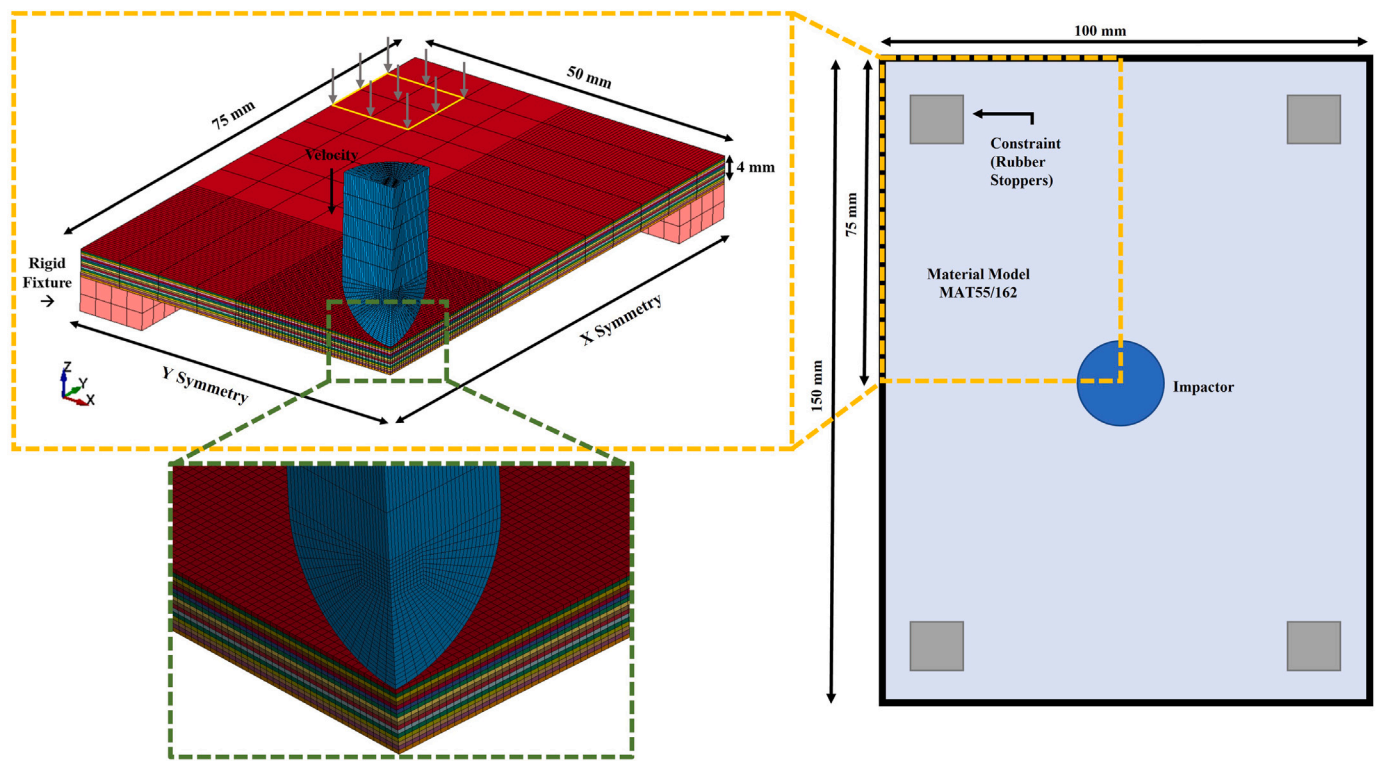 75 mm
50 mm
Velocity
4 mm
Rigid
Fixture
→
X Symmetry
Y Symmetry
Z
Y
X
100 mm
Constraint
(Rubber
Stoppers)
75 mm
Material Model
MAT55/162
150 mm
Impactor